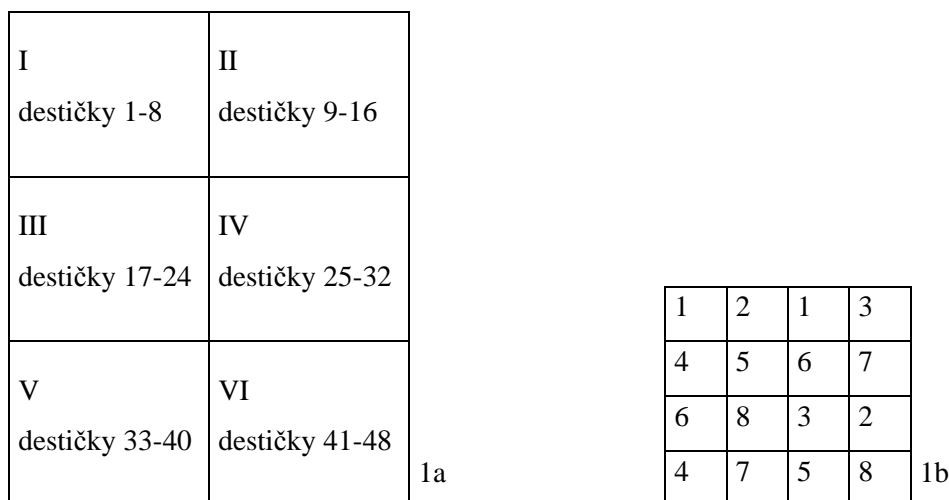 I II
destičky 1-8 destičky 9-16
III IV
destičky 17-24 destičky 25-32
V VI
destičky 33-40 destičky 41-48
1a
1 2 1 3
4 5 6 7
6 8 3 2
4 7 5 8
1b